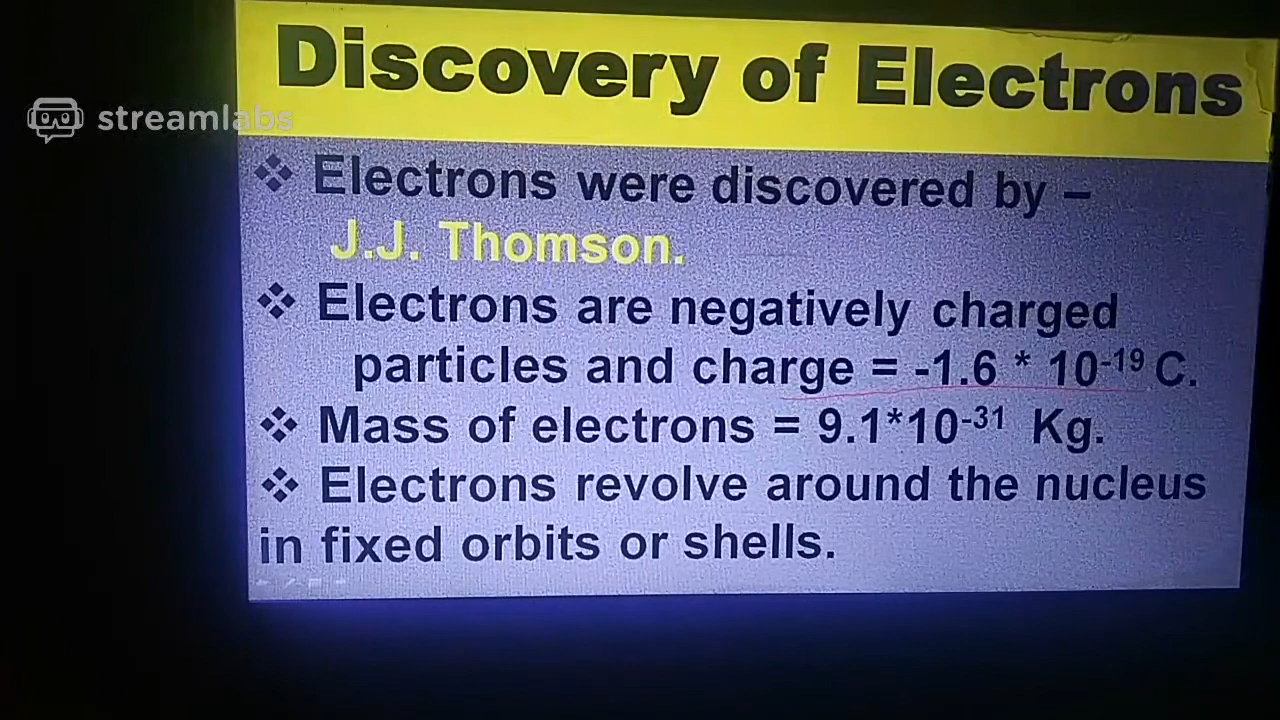 Discovery of Electrons
streamlabs
❖ Electrons were discovered by –
J.J. Thomson.
❖ Electrons are negatively charged
particles and charge = -1.6 * 10⁻¹⁹ C.
❖ Mass of electrons = 9.1*10⁻³¹ Kg.
❖ Electrons revolve around the nucleus
in fixed orbits or shells.